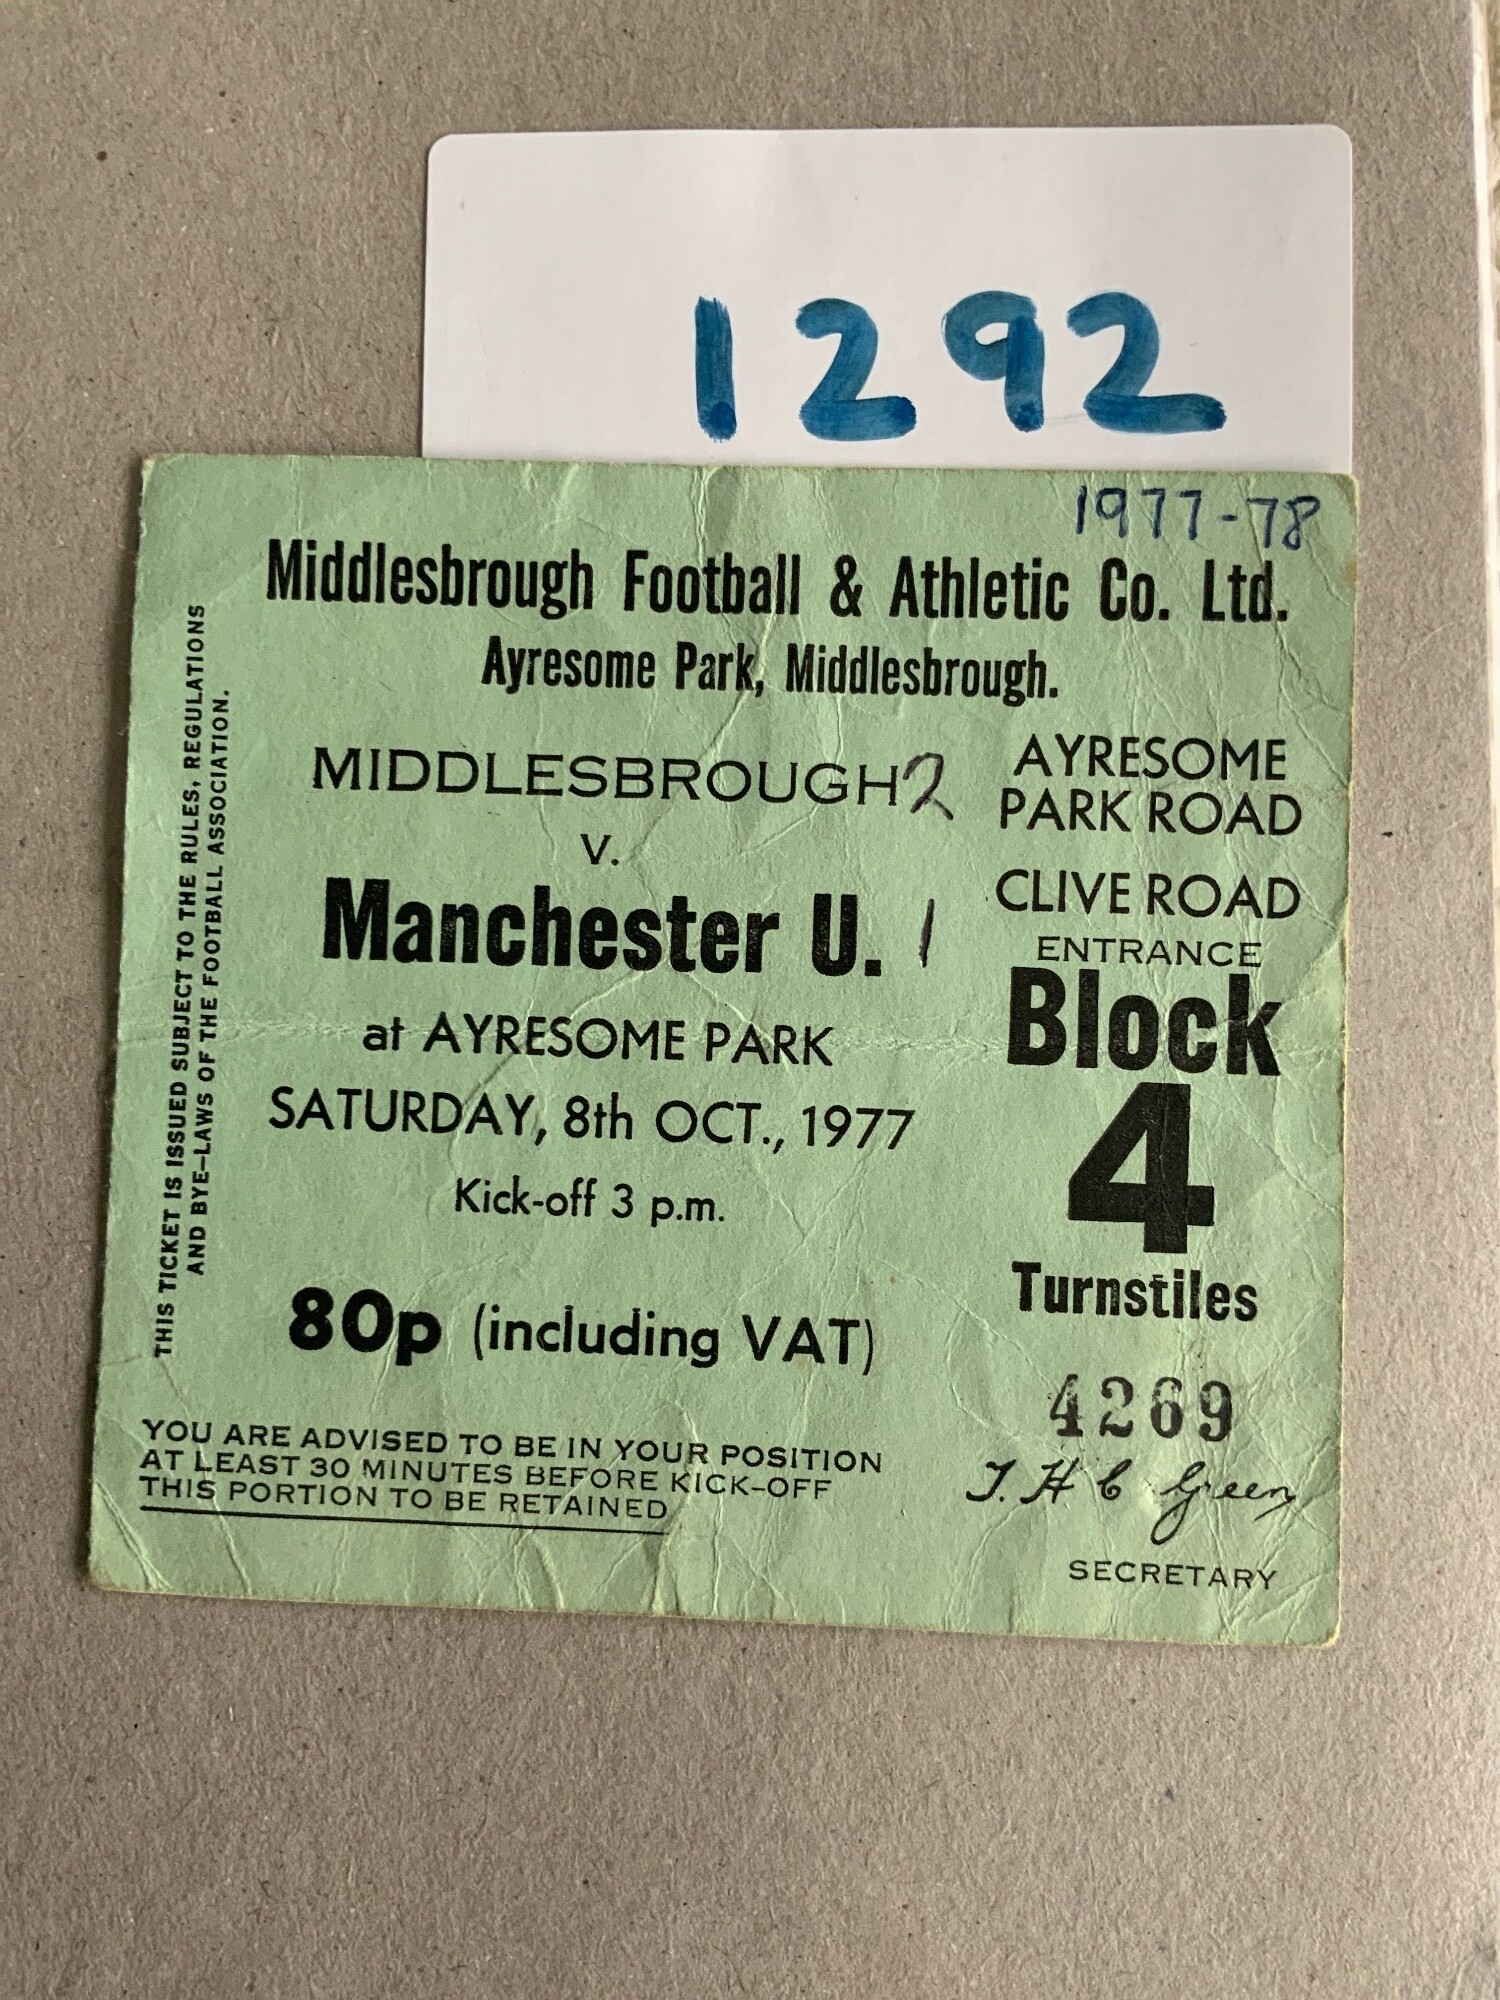 1292
1977-78
Middlesbrough Football & Athletic Co. Ltd.
Ayresome Park, Middlesbrough.
MIDDLESBROUGH 2
v.
Manchester U. 1
at AYRESOME PARK
SATURDAY, 8th OCT., 1977
Kick-off 3 p.m.
80p (including VAT)
YOU ARE ADVISED TO BE IN YOUR POSITION
AT LEAST 30 MINUTES BEFORE KICK-OFF
THIS PORTION TO BE RETAINED
AYRESOME
PARK ROAD
CLIVE ROAD
ENTRANCE
Block
4
Turnstiles
4269
T. H C Green
SECRETARY
THIS TICKET IS ISSUED SUBJECT TO THE RULES, REGULATIONS
AND BYE-LAWS OF THE FOOTBALL ASSOCIATION.